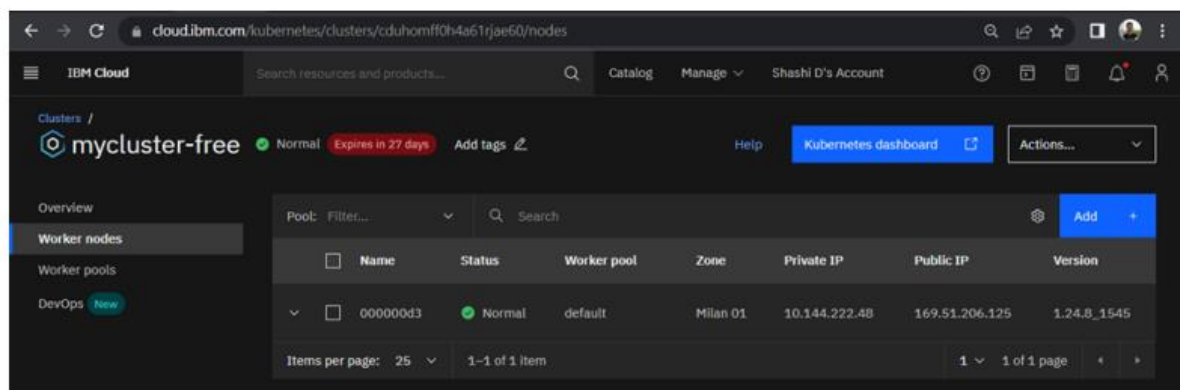 cloud.ibm.com/kubernetes/clusters/cduhomff0h4a61rjae60/nodes
IBM Cloud Search resources and products... Catalog Manage Shashi D's Account
Clusters /
mycluster-free Normal Expires in 27 days Add tags Help Kubernetes dashboard Actions...
Overview
Worker nodes
Worker pools
DevOps New
Pool: Filter... Search Add +
Name Status Worker pool Zone Private IP Public IP Version
000000d3 Normal default Milan 01 10.144.222.48 169.51.206.125 1.24.8_1545
Items per page: 25 1–1 of 1 item 1 1 of 1 page